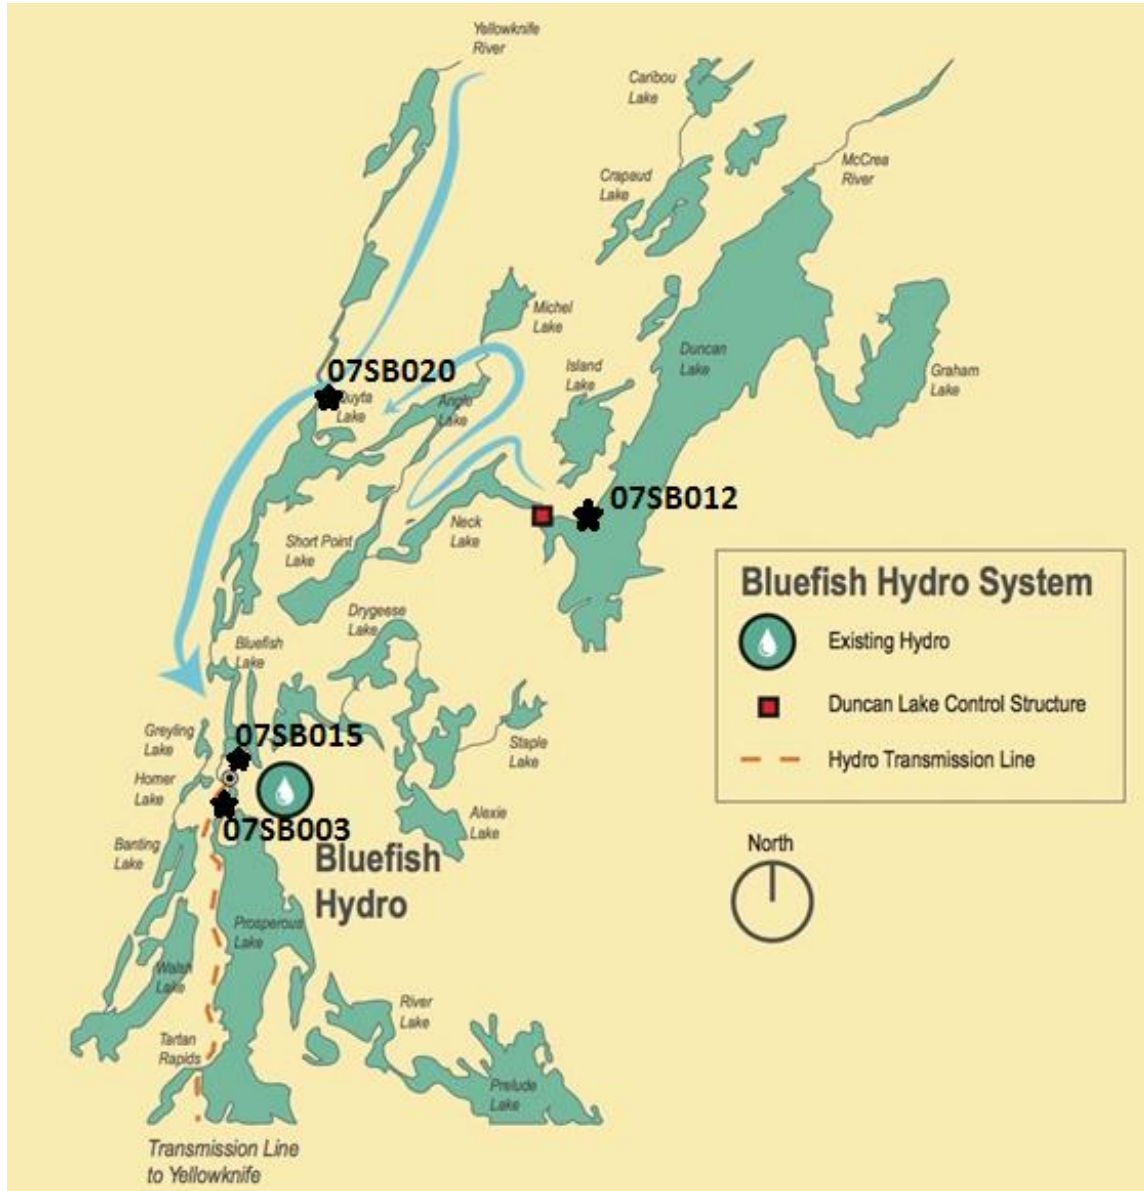 Yellowknife
River
Caribou
Lake
McCrea
River
Crapaud
Lake
Michel
Lake
Island
Lake
Duncan
Lake
Graham
Lake
07SB020
Quyta
Lake
Angle
Lake
07SB012
Neck
Lake
Short Point
Lake
Bluefish Hydro System
Existing Hydro
Duncan Lake Control Structure
Hydro Transmission Line
Drygeese
Lake
Bluefish
Lake
Greyling
Lake
07SB015
Staple
Lake
Homer
Lake
07SB003
Alexie
Lake
Banting
Lake
Bluefish
Hydro
North
Prosperous
Lake
Walsh
Lake
River
Lake
Tartan
Rapids
Prelude
Lake
Transmission Line
to Yellowknife